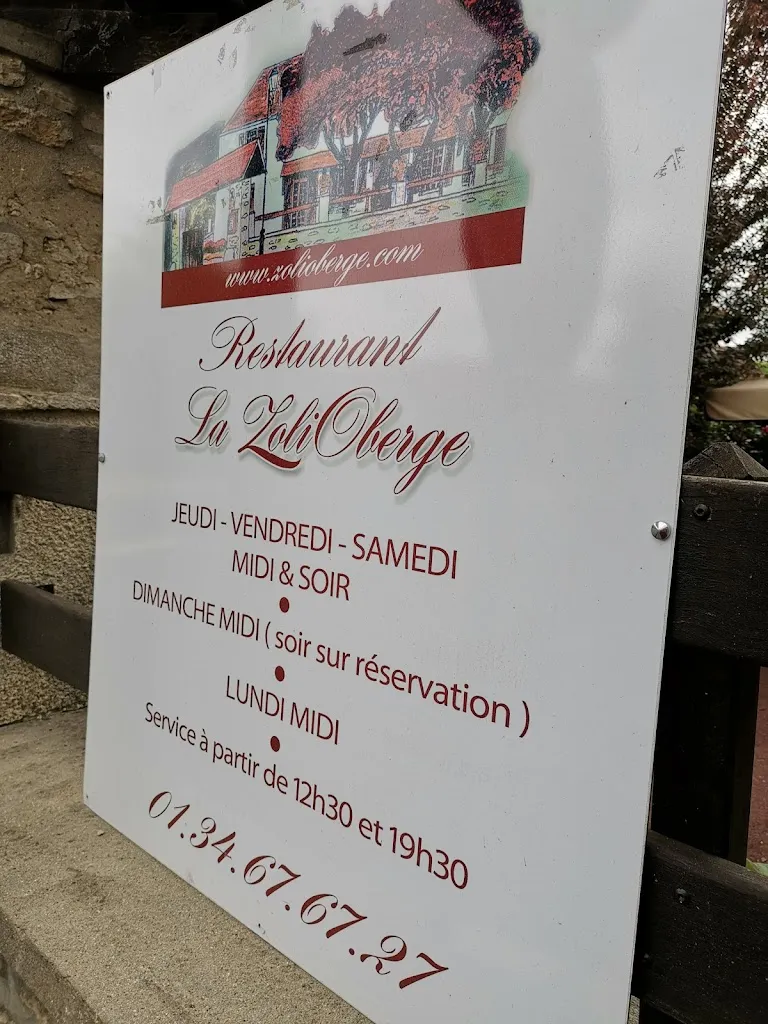 www.zolioberge.com
Restaurant
La ZoliOberge
JEUDI - VENDREDI - SAMEDI
MIDI & SOIR
DIMANCHE MIDI ( soir sur réservation )
LUNDI MIDI
Service à partir de 12h30 et 19h30
01.34.67.67.27